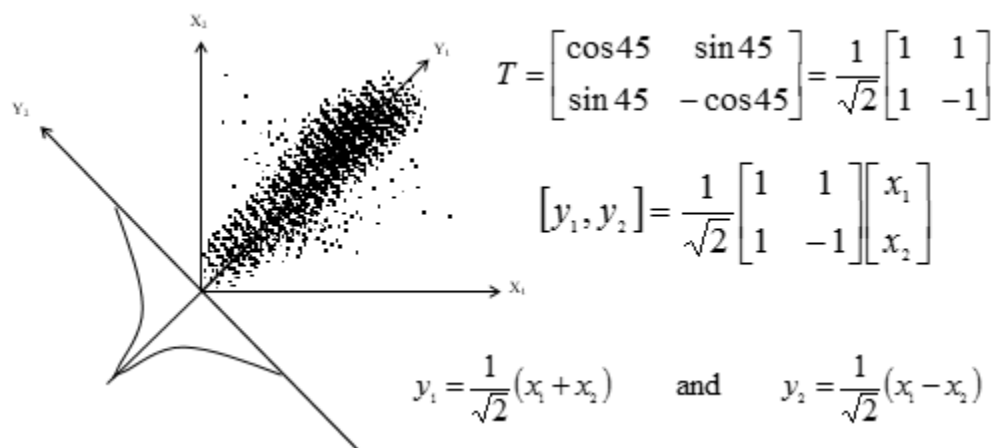 X₂
Y₁
Y₂
X₁
T = [cos45 sin45; sin45 −cos45] = 1/√2 [1 1; 1 −1]
[y₁, y₂] = 1/√2 [1 1; 1 −1][x₁; x₂]
y₁ = 1/√2 (x₁ + x₂) and y₂ = 1/√2 (x₁ − x₂)